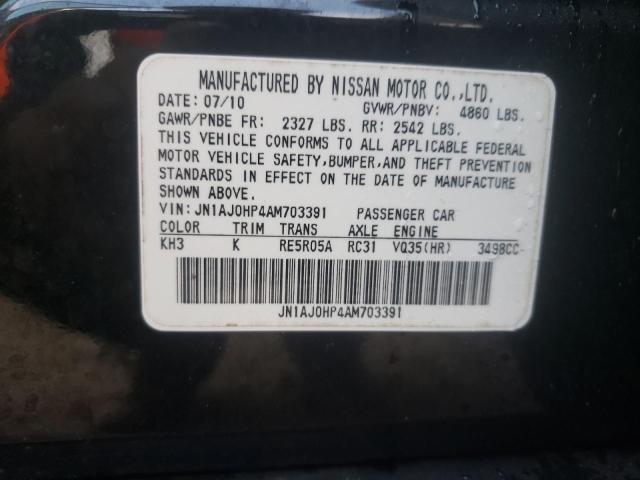 MANUFACTURED BY NISSAN MOTOR CO.,LTD.
DATE: 07/10 GVWR/PNBV: 4860 LBS.
GAWR/PNBE FR: 2327 LBS. RR: 2542 LBS.
THIS VEHICLE CONFORMS TO ALL APPLICABLE FEDERAL
MOTOR VEHICLE SAFETY,BUMPER,AND THEFT PREVENTION
STANDARDS IN EFFECT ON THE DATE OF MANUFACTURE
SHOWN ABOVE.
VIN: JN1AJ0HP4AM703391 PASSENGER CAR
COLOR TRIM TRANS AXLE ENGINE
KH3 K RE5R05A RC31 VQ35(HR) 3498CC
JN1AJ0HP4AM703391